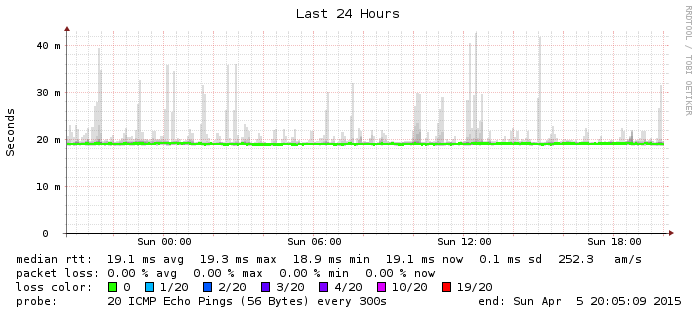 Last 24 Hours
RRDTOOL / TOBI OETIKER
Seconds
40 m
30 m
20 m
10 m
0
Sun 00:00 Sun 06:00 Sun 12:00 Sun 18:00
median rtt: 19.1 ms avg 19.3 ms max 18.9 ms min 19.1 ms now 0.1 ms sd 252.3 am/s
packet loss: 0.00 % avg 0.00 % max 0.00 % min 0.00 % now
loss color: 0 1/20 2/20 3/20 4/20 10/20 19/20
probe: 20 ICMP Echo Pings (56 Bytes) every 300s end: Sun Apr 5 20:05:09 2015